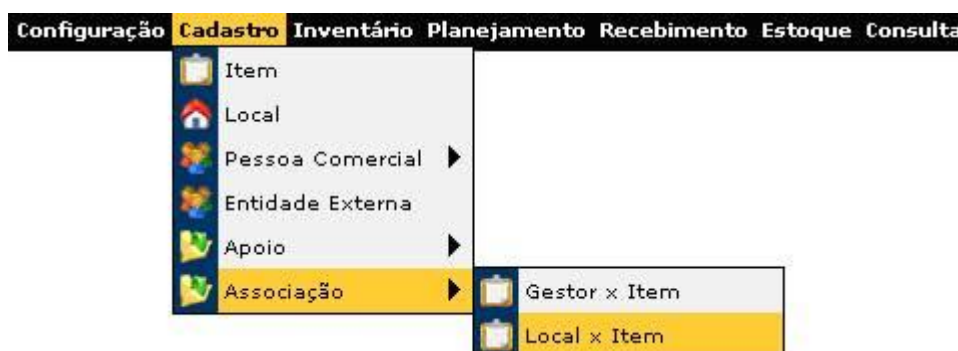 Configuração Cadastro Inventário Planejamento Recebimento Estoque Consulta
Item
Local
Pessoa Comercial
Entidade Externa
Apoio
Associação
Gestor x Item
Local x Item